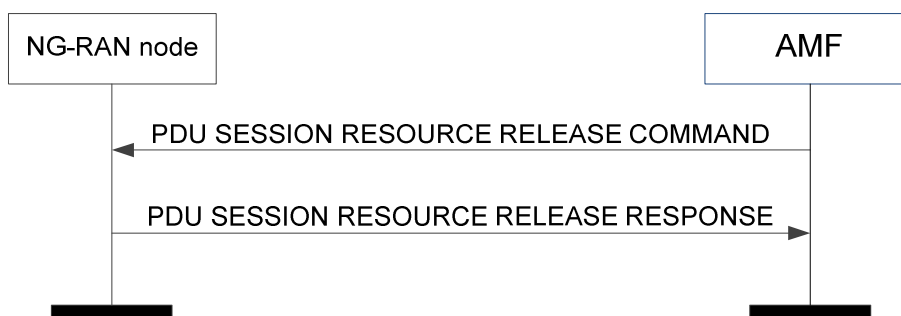 NG-RAN node
AMF
PDU SESSION RESOURCE RELEASE COMMAND
PDU SESSION RESOURCE RELEASE RESPONSE